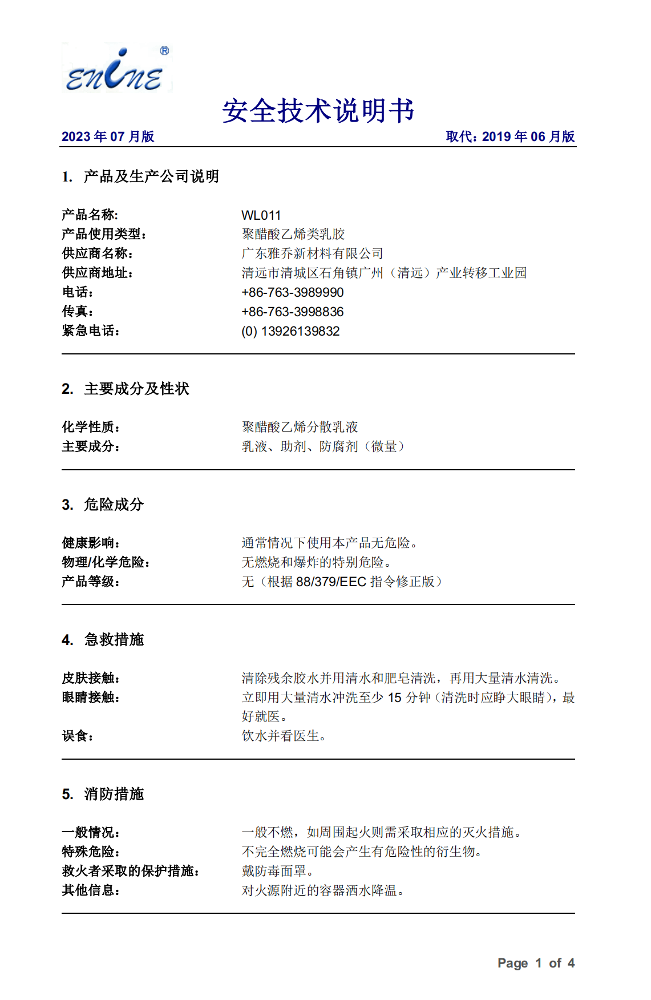 ENiNE®
安全技术说明书
2023 年 07 月版 取代：2019 年 06 月版
1. 产品及生产公司说明
产品名称: WL011
产品使用类型： 聚醋酸乙烯类乳胶
供应商名称： 广东雅乔新材料有限公司
供应商地址： 清远市清城区石角镇广州（清远）产业转移工业园
电话： +86-763-3989990
传真： +86-763-3998836
紧急电话： (0) 13926139832
2. 主要成分及性状
化学性质： 聚醋酸乙烯分散乳液
主要成分： 乳液、助剂、防腐剂（微量）
3. 危险成分
健康影响： 通常情况下使用本产品无危险。
物理/化学危险： 无燃烧和爆炸的特别危险。
产品等级： 无（根据 88/379/EEC 指令修正版）
4. 急救措施
皮肤接触： 清除残余胶水并用清水和肥皂清洗，再用大量清水清洗。
眼睛接触： 立即用大量清水冲洗至少 15 分钟（清洗时应睁大眼睛），最
好就医。
误食： 饮水并看医生。
5. 消防措施
一般情况： 一般不燃，如周围起火则需采取相应的灭火措施。
特殊危险： 不完全燃烧可能会产生有危险性的衍生物。
救火者采取的保护措施： 戴防毒面罩。
其他信息： 对火源附近的容器洒水降温。
Page 1 of 4